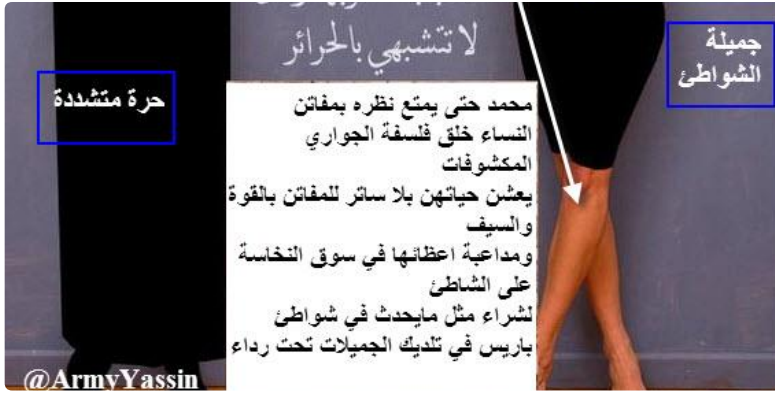 لا تتشبهي بالحرائر
جميلة
الشواطئ
حرة متشددة
محمد حتى يمتع نظره بمفاتن
النساء خلق فلسفة الجواري
المكشوفات
يعشن حياتهن بلا ساتر للمفاتن بالقوة
والسيف
ومداعبة اعظائها في سوق النخاسة
على الشاطئ
لشراء مثل مايحدث في شواطئ
باريس في تلديك الجميلات تحت رداء
@ArmyYassin